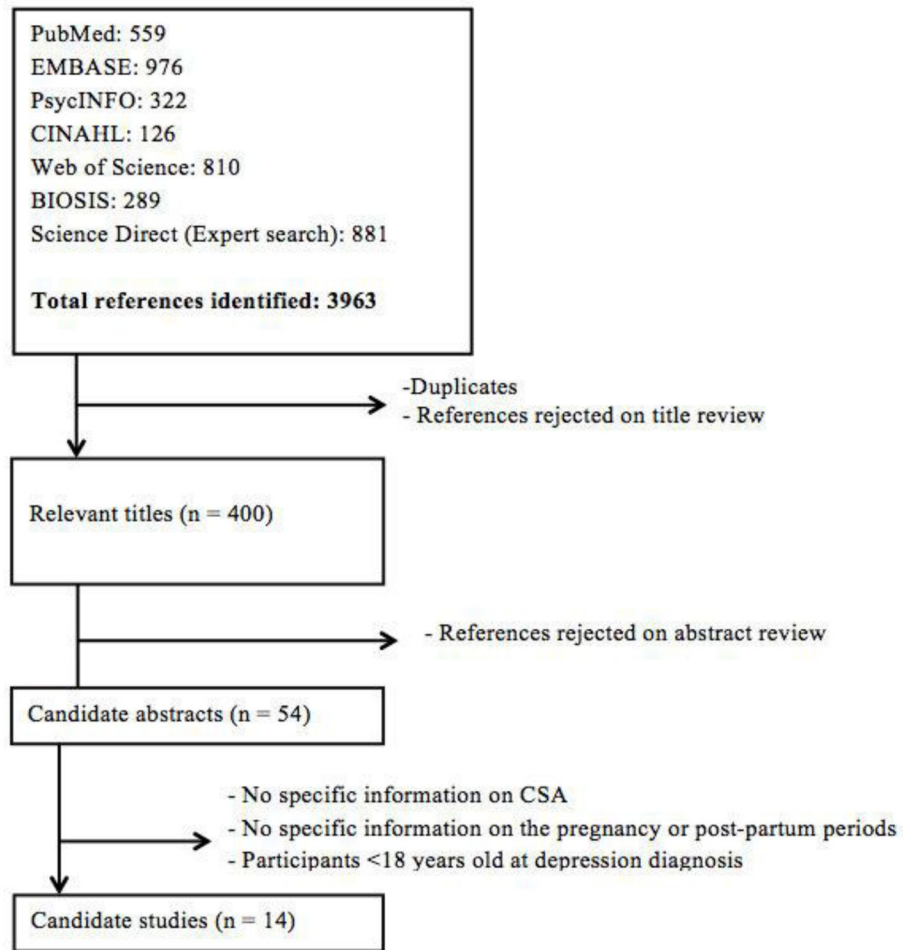 PubMed: 559
EMBASE: 976
PsycINFO: 322
CINAHL: 126
Web of Science: 810
BIOSIS: 289
Science Direct (Expert search): 881
Total references identified: 3963
-Duplicates
- References rejected on title review
Relevant titles (n = 400)
- References rejected on abstract review
Candidate abstracts (n = 54)
- No specific information on CSA
- No specific information on the pregnancy or post-partum periods
- Participants <18 years old at depression diagnosis
Candidate studies (n = 14)